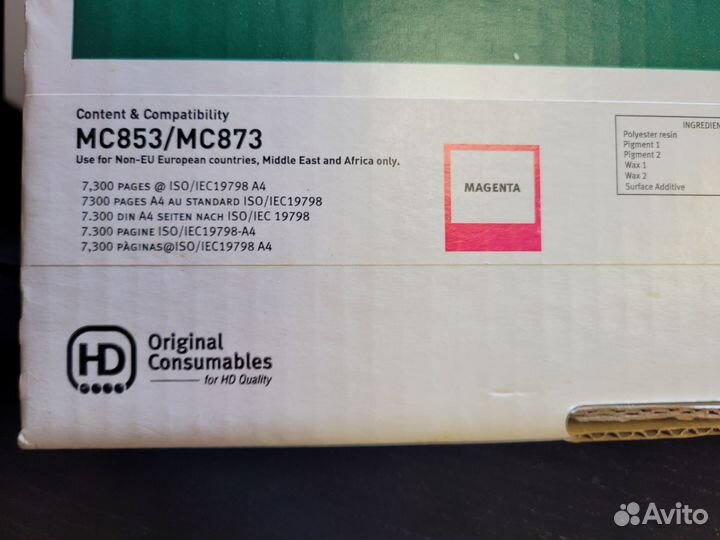 Content & Compatibility
MC853/MC873
Use for Non-EU European countries, Middle East and Africa only.
7,300 PAGES @ ISO/IEC19798 A4
7300 PAGES A4 AU STANDARD ISO/IEC19798
7.300 DIN A4 SEITEN NACH ISO/IEC 19798
7.300 PAGINE ISO/IEC19798-A4
7,300 PÀGINAS@ISO/IEC19798 A4
MAGENTA
INGREDIEN
Polyester resin
Pigment 1
Pigment 2
Wax 1
Wax 2
Surface Additive
HD
Original
Consumables
for HD Quality
Avito